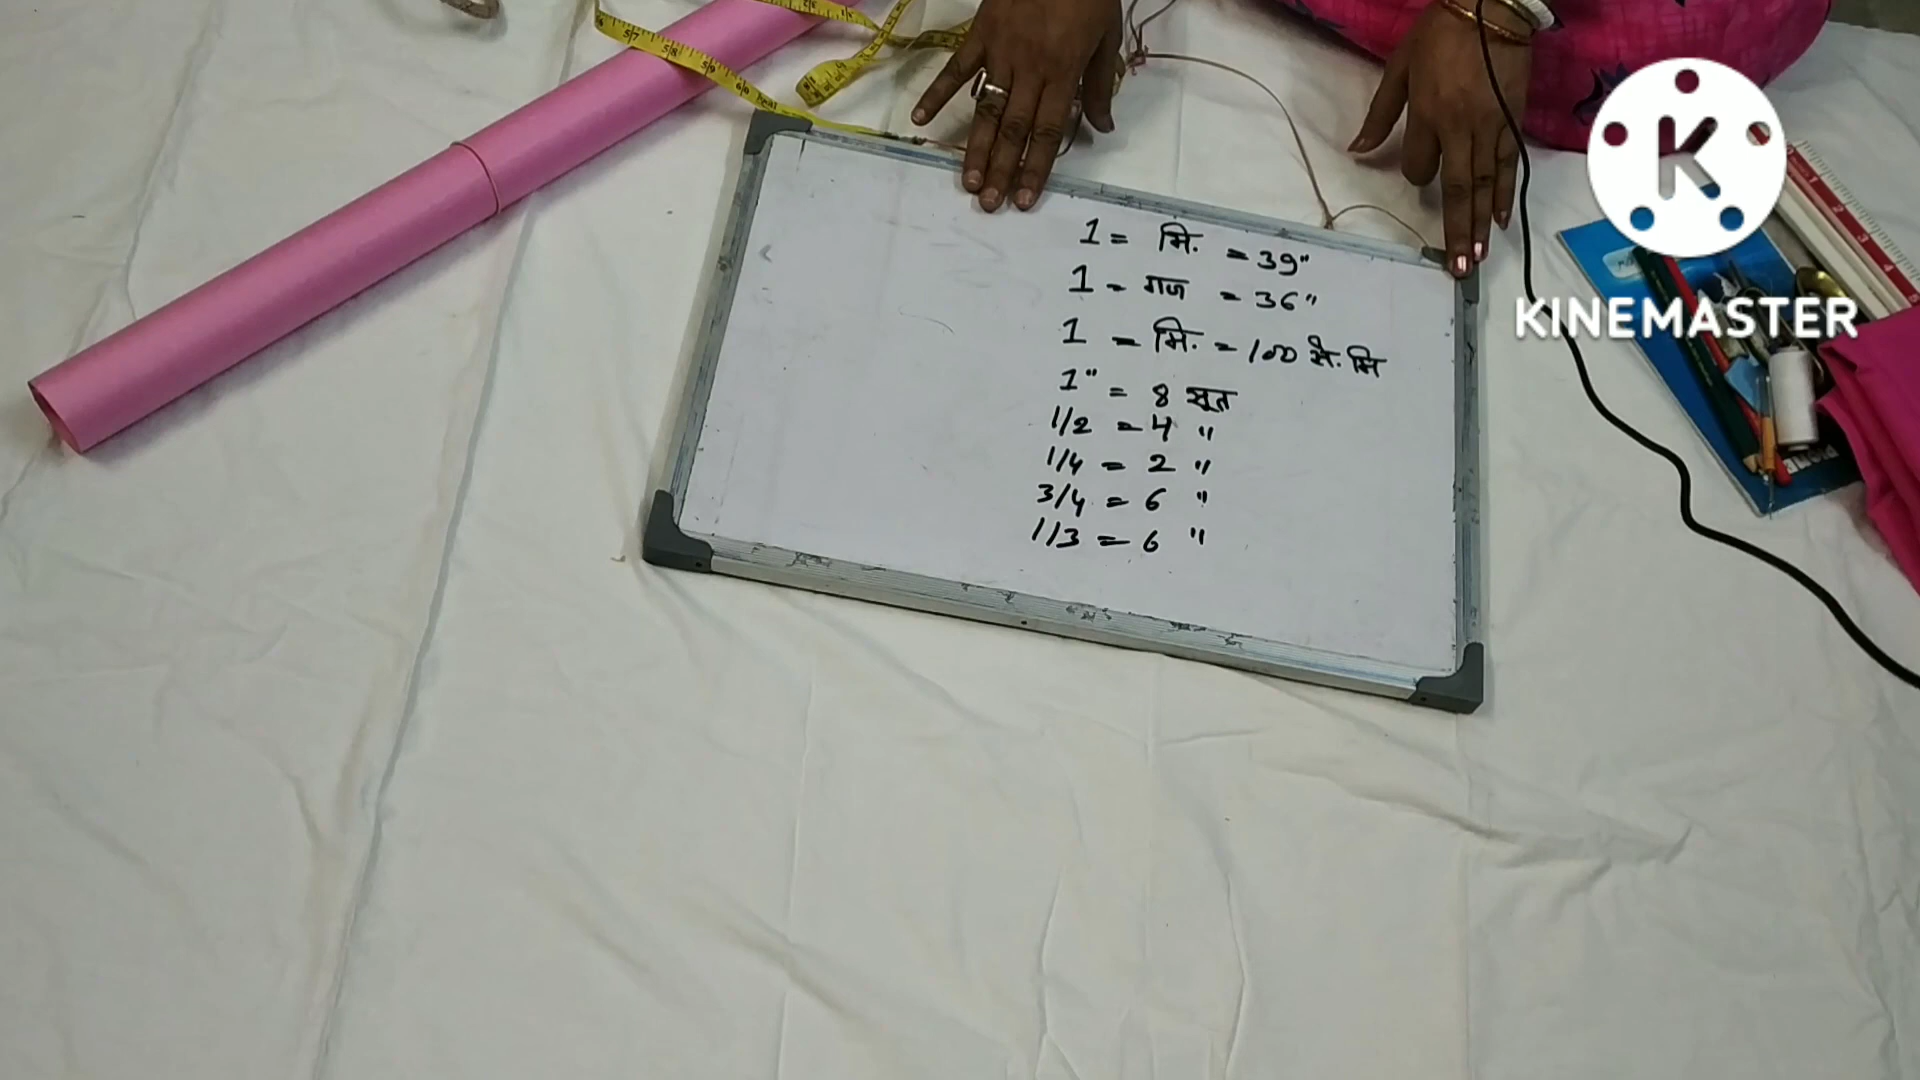 1 = मि. = 39"
1 = गज = 36"
1 = मि. = 100 से.मि
1" = 8 सूत
1/2 = 4 "
1/4 = 2 "
3/4 = 6 "
1/3 = 6 "
KINEMASTER